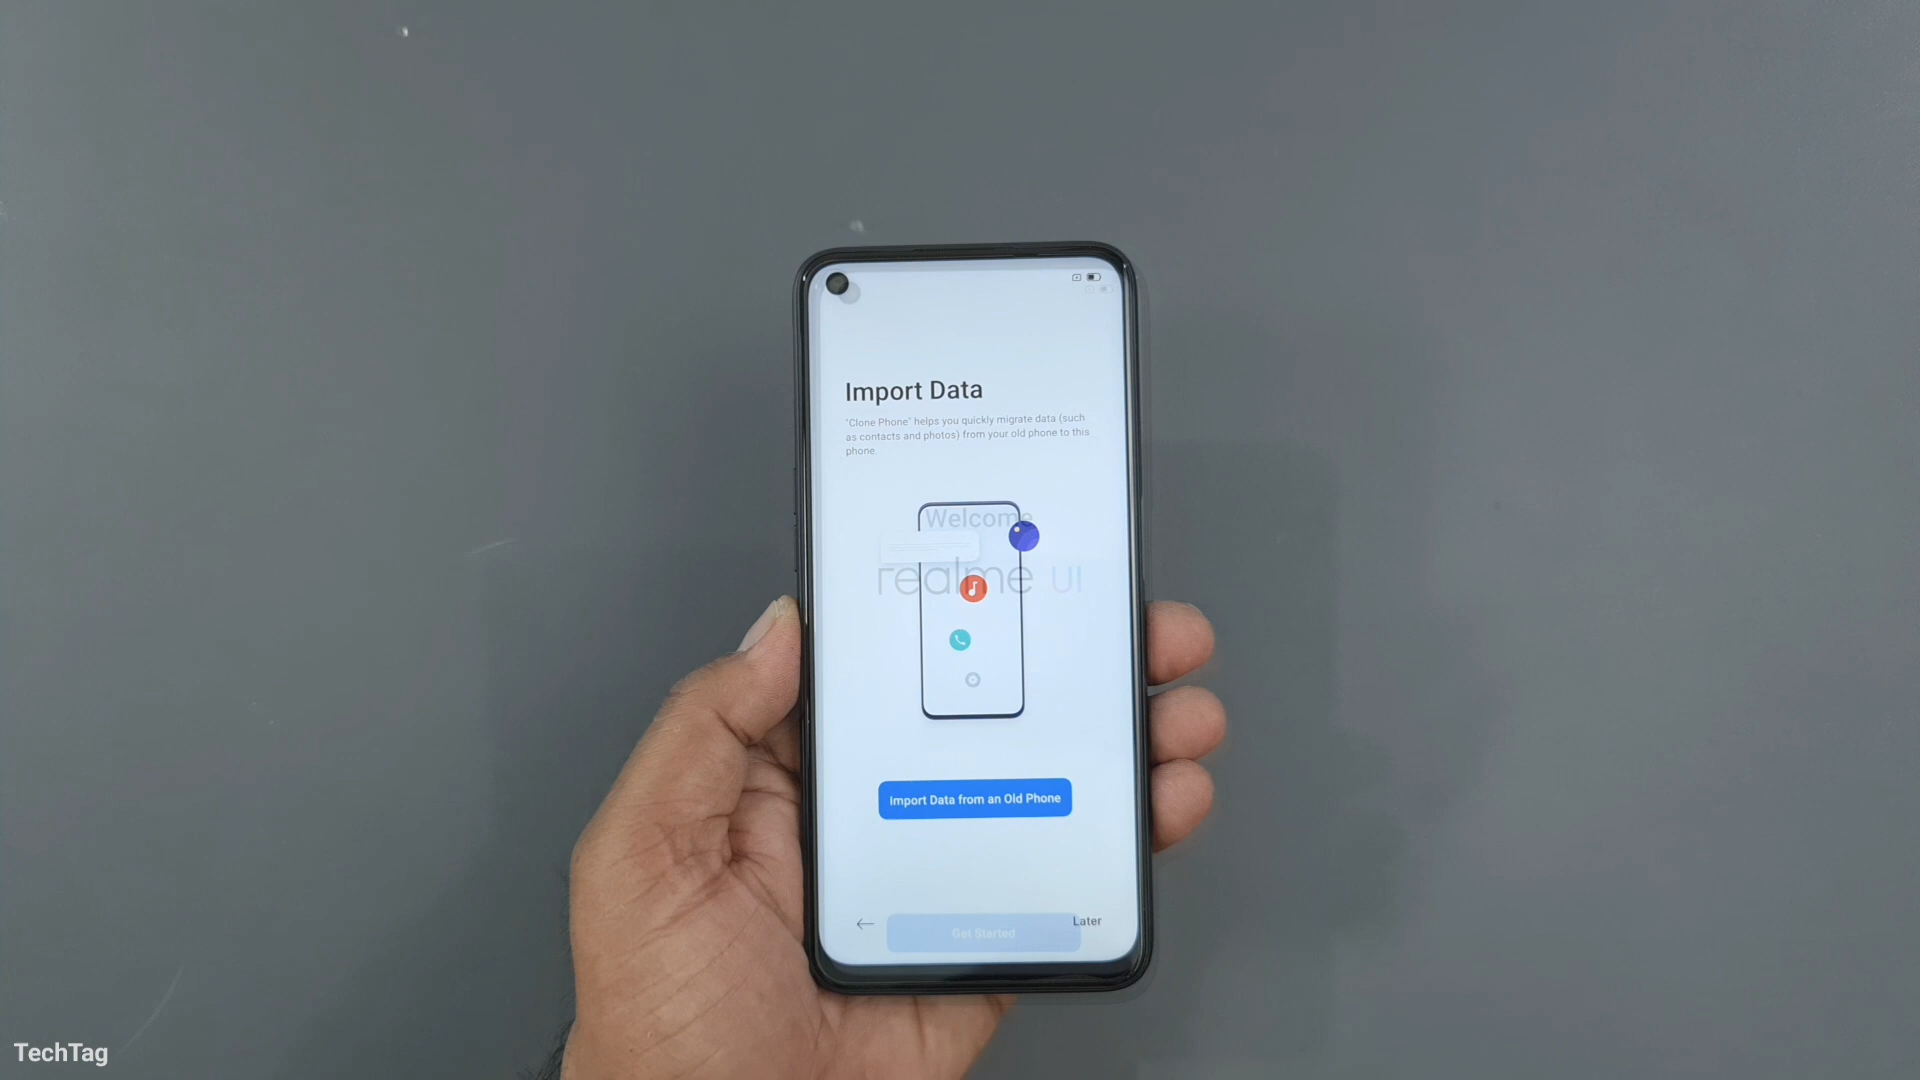 Import Data
"Clone Phone" helps you quickly migrate data (such
as contacts and photos) from your old phone to this
phone.
Welcome
realme UI
Import Data from an Old Phone
Later
Get Started
TechTag